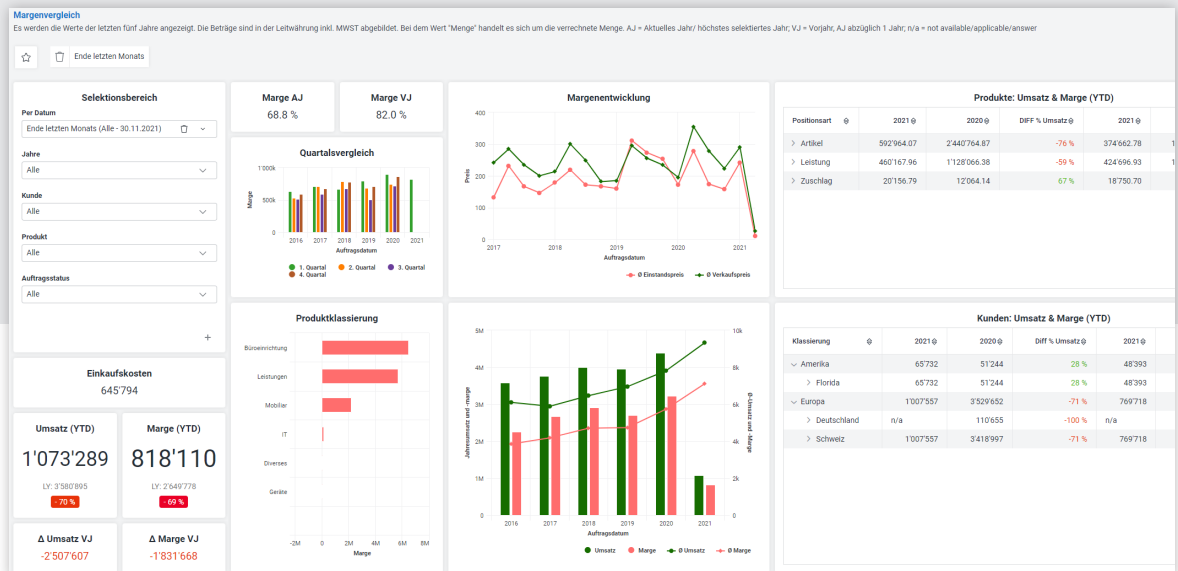 Margenvergleich
Es werden die Werte der letzten fünf Jahre angezeigt. Die Beträge sind in der Leitwährung inkl. MWST abgebildet. Bei dem Wert "Menge" handelt es sich um die verrechnete Menge. AJ = Aktuelles Jahr/ höchstes selektiertes Jahr; VJ = Vorjahr, AJ abzüglich 1 Jahr; n/a = not available/applicable/answer
Ende letzten Monats
Selektionsbereich
Per Datum
Ende letzten Monats (Alle - 30.11.2021)
Jahre
Alle
Kunde
Alle
Produkt
Alle
Auftragsstatus
Alle
+
Einkaufskosten
645'794
Umsatz (YTD)
1'073'289
LY: 3'580'895
- 70 %
Marge (YTD)
818'110
LY: 2'649'778
- 69 %
Δ Umsatz VJ
-2'507'607
Δ Marge VJ
-1'831'668
Marge AJ
68.8 %
Marge VJ
82.0 %
Quartalsvergleich
Marge
1'000k
500k
0
2016 2017 2018 2019 2020 2021
Auftragsdatum
1. Quartal 2. Quartal 3. Quartal
4. Quartal
Produktklassierung
Büroeinrichtung
Leistungen
Mobiliar
IT
Diverses
Geräte
-2M 0 2M 4M 6M 8M
Marge
Margenentwicklung
Preis
400
300
200
100
0
2017 2018 2019 2020 2021
Auftragsdatum
Ø Einstandspreis Ø Verkaufspreis
Jahresumsatz und -marge
5M
4M
3M
2M
1M
0
10k
8k
6k
4k
2k
0
Ø-Umsatz und -Marge
2016 2017 2018 2019 2020 2021
Auftragsdatum
Umsatz Marge Ø Umsatz Ø Marge
Produkte: Umsatz & Marge (YTD)
Positionsart 2021 2020 DIFF % Umsatz 2021
Artikel 592'964.07 2'440'764.87 -76 % 374'662.78 1
Leistung 460'167.96 1'128'066.38 -59 % 424'696.93 1
Zuschlag 20'156.79 12'064.14 67 % 18'750.70
Kunden: Umsatz & Marge (YTD)
Klassierung 2021 2020 Diff % Umsatz 2021
Amerika 65'732 51'244 28 % 48'393
Florida 65'732 51'244 28 % 48'393
Europa 1'007'557 3'529'652 -71 % 769'718
Deutschland n/a 110'655 -100 % n/a
Schweiz 1'007'557 3'418'997 -71 % 769'718